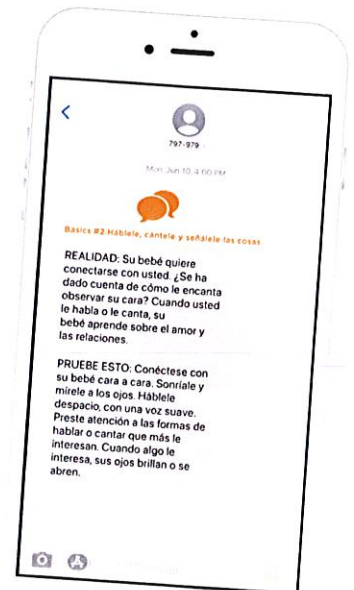 797-979
Mon, Jun 10, 4:00 PM
Basics #2 Háblele, cántele y señálele las cosas
REALIDAD: Su bebé quiere
conectarse con usted. ¿Se ha
dado cuenta de cómo le encanta
observar su cara? Cuando usted
le habla o le canta, su
bebé aprende sobre el amor y
las relaciones.
PRUEBE ESTO: Conéctese con
su bebé cara a cara. Sonríale y
mírele a los ojos. Háblele
despacio, con una voz suave.
Preste atención a las formas de
hablar o cantar que más le
interesan. Cuando algo le
interesa, sus ojos brillan o se
abren.